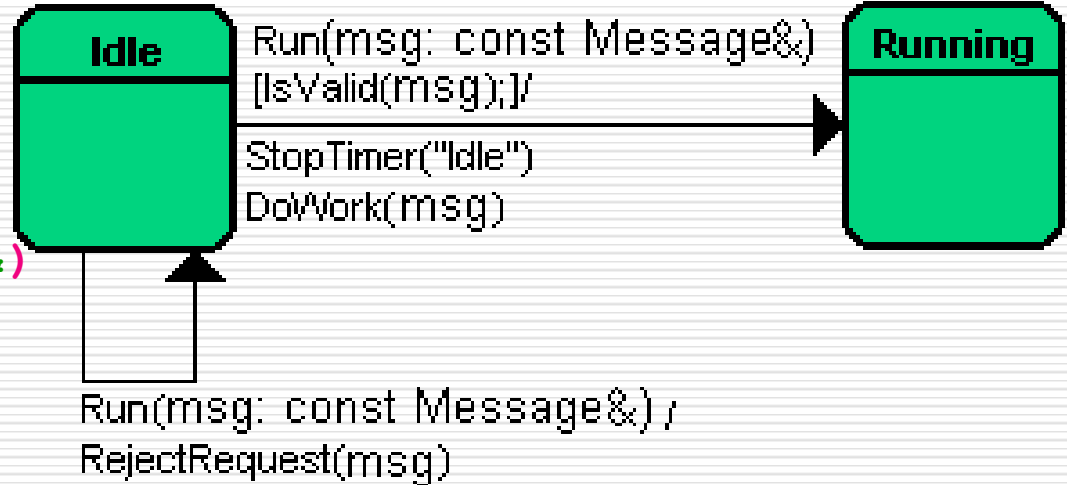 Idle
Run(msg: const Message&)
Running
[IsValid(msg);]/
StopTimer("Idle")
DoWork(msg)
)
Run(msg: const Message&) /
RejectRequest(msg)